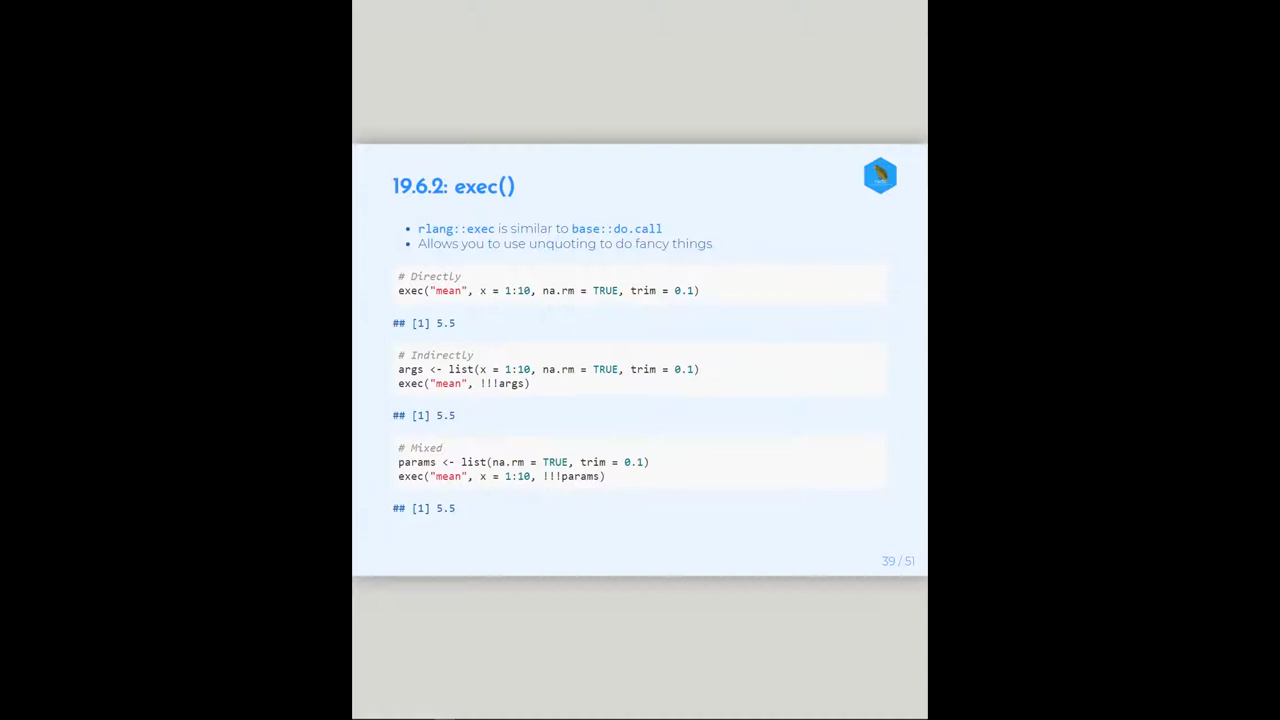 19.6.2: exec()
• rlang::exec is similar to base::do.call
• Allows you to use unquoting to do fancy things.
# Directly
exec("mean", x = 1:10, na.rm = TRUE, trim = 0.1)
## [1] 5.5
# Indirectly
args <- list(x = 1:10, na.rm = TRUE, trim = 0.1)
exec("mean", !!!args)
## [1] 5.5
# Mixed
params <- list(na.rm = TRUE, trim = 0.1)
exec("mean", x = 1:10, !!!params)
## [1] 5.5
39 / 51